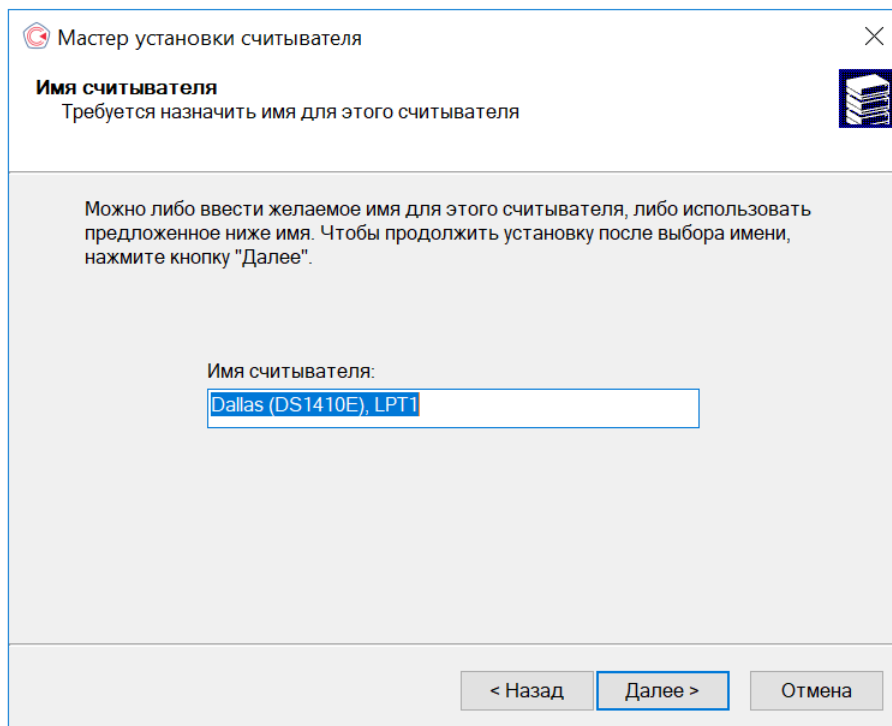 Мастер установки считывателя
Имя считывателя
Требуется назначить имя для этого считывателя
Можно либо ввести желаемое имя для этого считывателя, либо использовать
предложенное ниже имя. Чтобы продолжить установку после выбора имени,
нажмите кнопку "Далее".
Имя считывателя:
Dallas (DS1410E), LPT1
< Назад
Далее >
Отмена